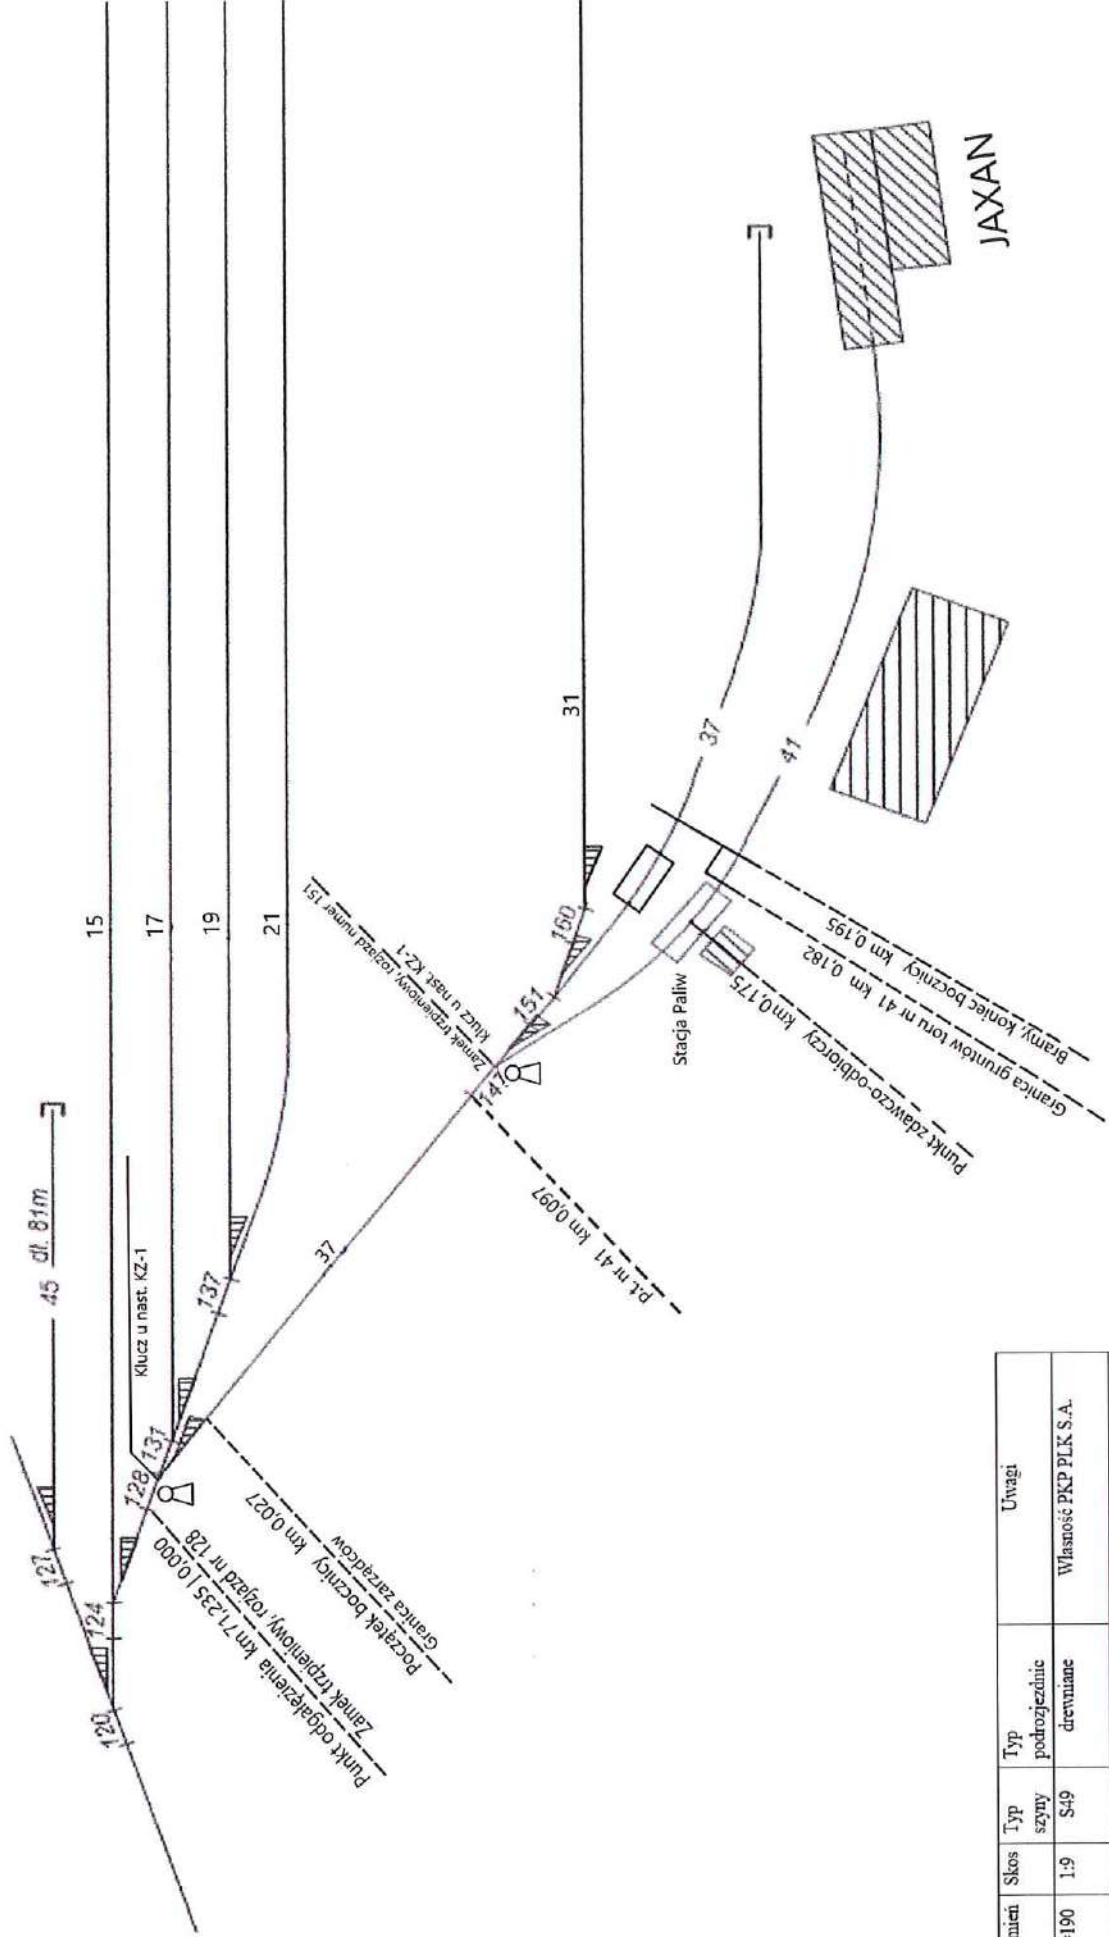 45 dł. 81m
15
17
19
21
31
Klucz u nast. KZ-1
127
124
120
128
131
137
37
Punkt odgałęzienia km 71,235 | 0,000
Zamek trzpieniowy, rozjazd nr 128
Początek bocznicy km 0,027
Granica zarządców
Zamek trzpieniowy, rozjazd numer 151
klucz u nast. KZ-1
147
151
160
p.t. nr 41 km 0,097
Stacja Paliw
37
41
Punkt zdawczo-odbiorczy km 0,175
Granica gruntów toru nr 41 km 0,182
Bramy, koniec bocznicy km 0,195
JAXAN
mień Skos Typ szyny Typ podrozjezdnic Uwagi
190 1:9 S49 drewniane Własność PKP PLK S.A.